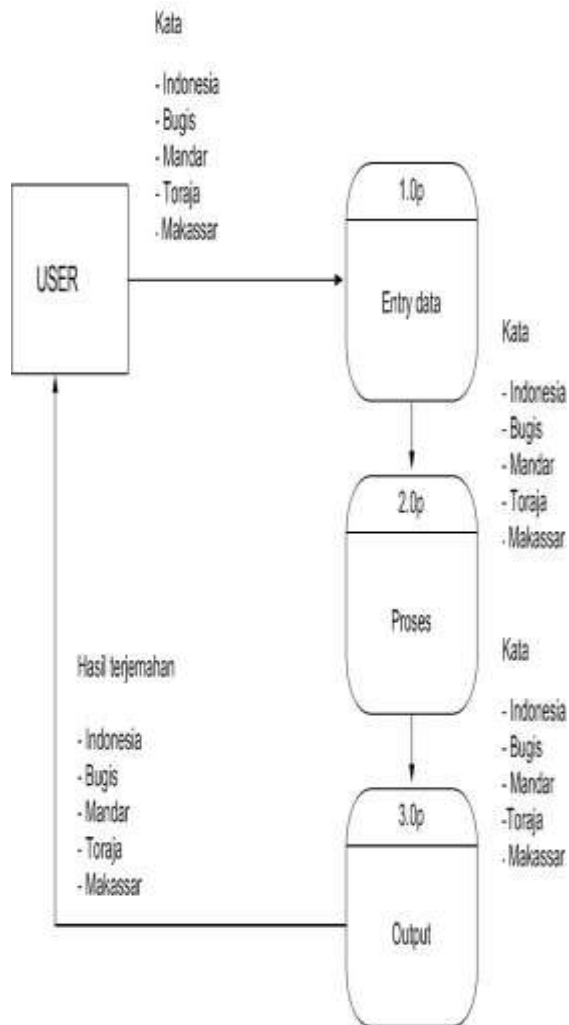 Kata
- Indonesia
- Bugis
- Mandar
- Toraja
- Makassar
USER
1.0p
Entry data
Kata
- Indonesia
- Bugis
- Mandar
- Toraja
- Makassar
2.0p
Proses
Kata
- Indonesia
- Bugis
- Mandar
-Toraja
- Makassar
Hasil terjemahan
- Indonesia
- Bugis
- Mandar
- Toraja
- Makassar
3.0p
Output